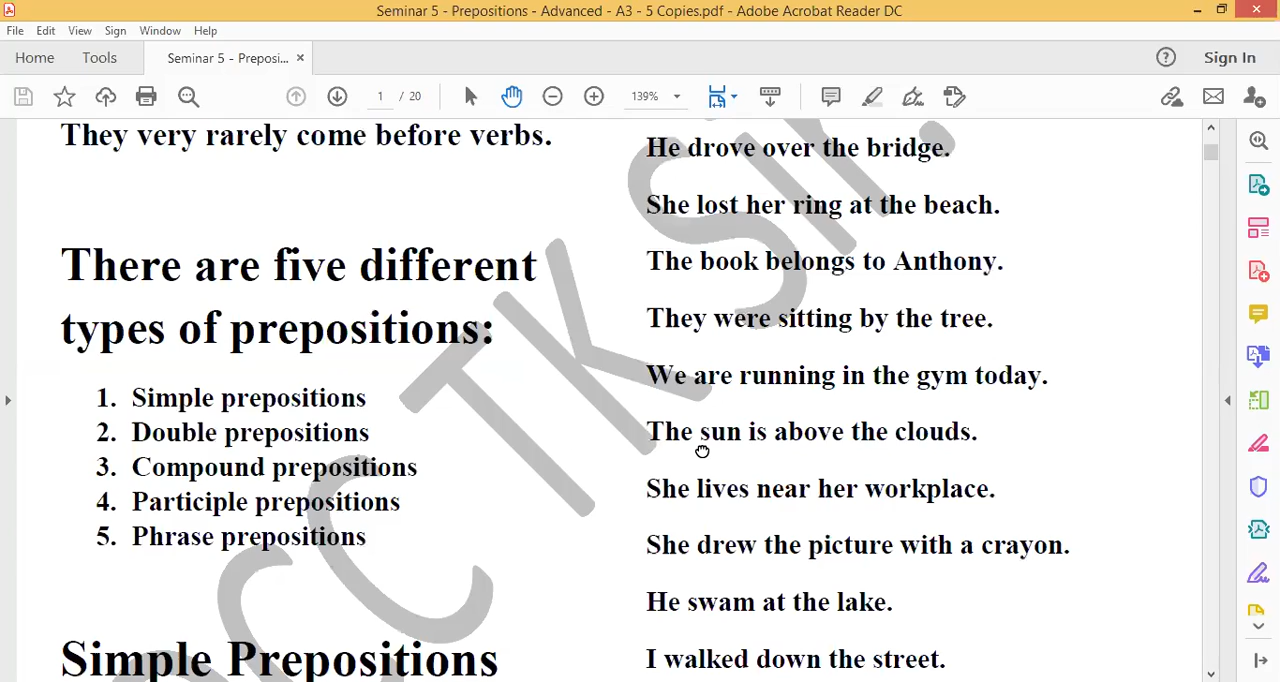 Seminar 5 - Prepositions - Advanced - A3 - 5 Copies.pdf - Adobe Acrobat Reader DC
File Edit View Sign Window Help
Home Tools Seminar 5 - Preposi... × Sign In
1 / 20 139%
They very rarely come before verbs.
There are five different
types of prepositions:
1. Simple prepositions
2. Double prepositions
3. Compound prepositions
4. Participle prepositions
5. Phrase prepositions
Simple Prepositions
He drove over the bridge.
She lost her ring at the beach.
The book belongs to Anthony.
They were sitting by the tree.
We are running in the gym today.
The sun is above the clouds.
She lives near her workplace.
She drew the picture with a crayon.
He swam at the lake.
I walked down the street.
TK Sir.